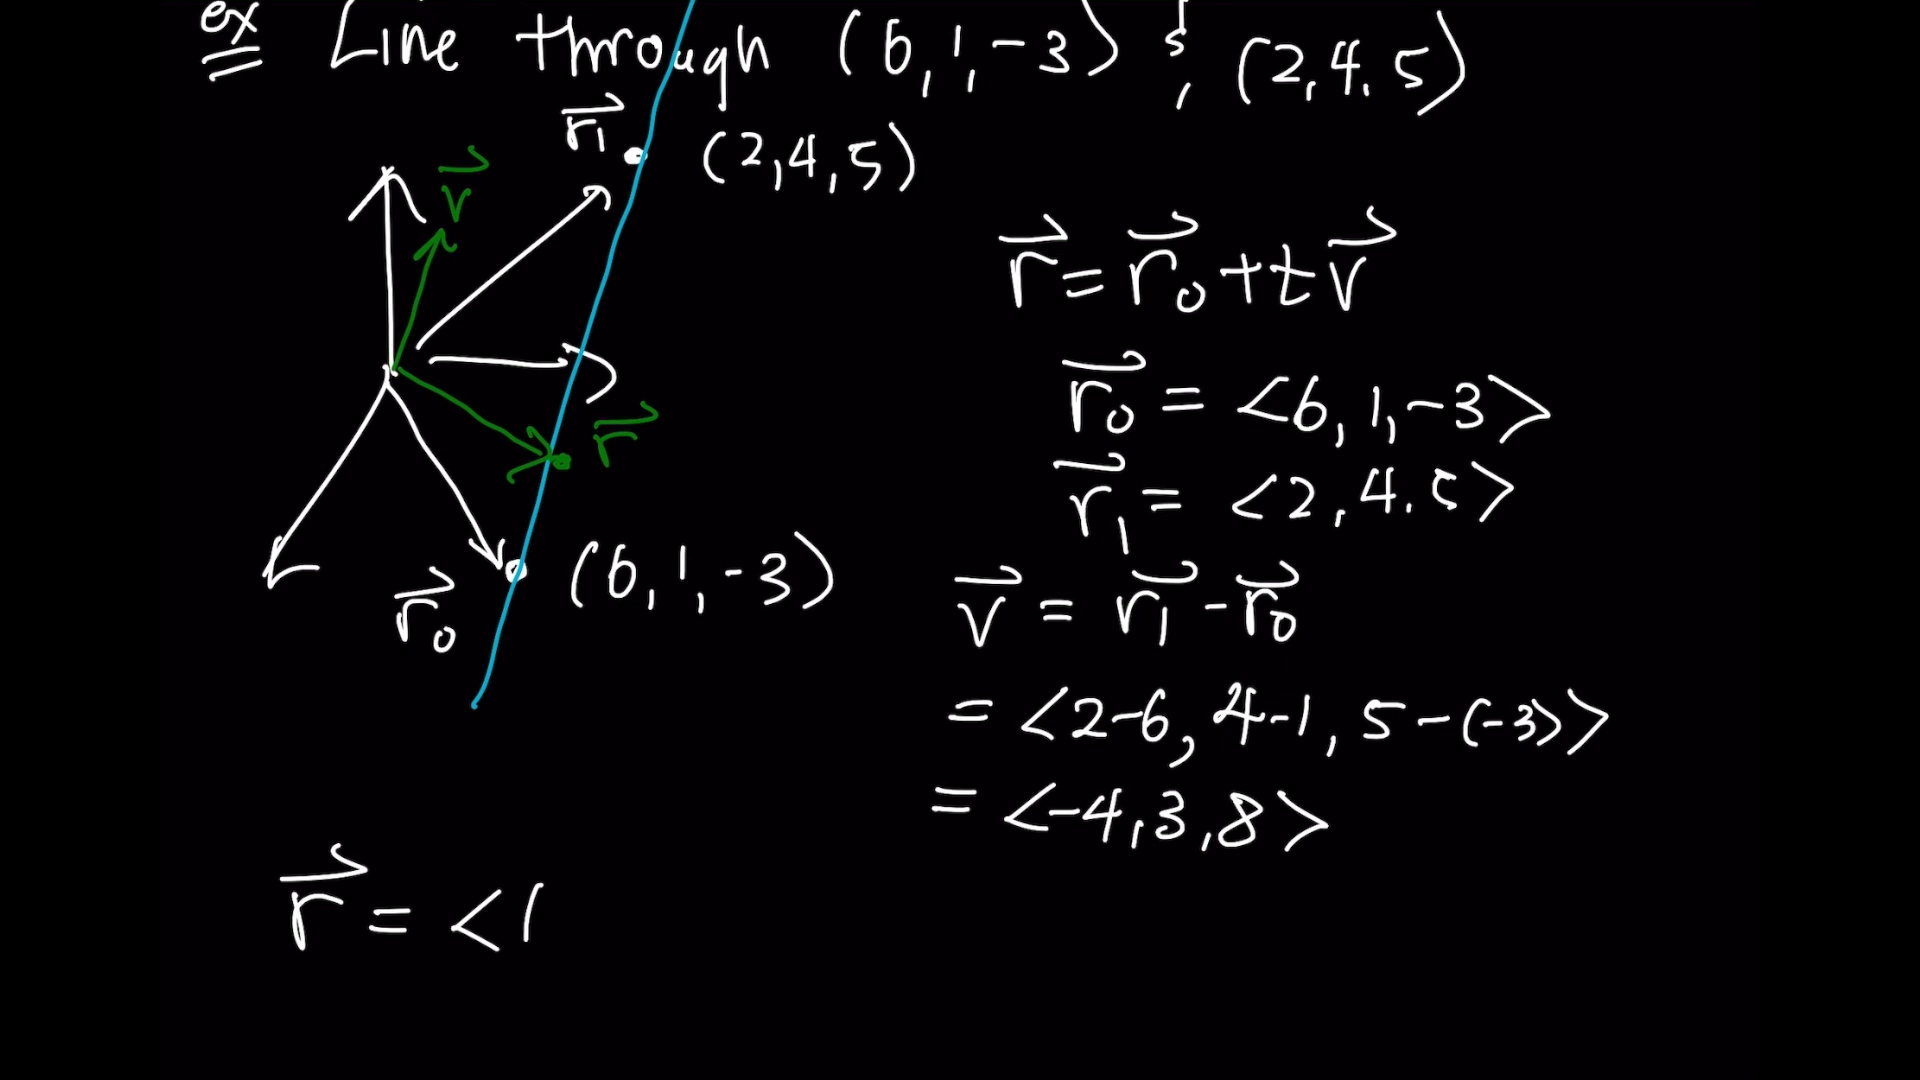 ex Line through (6,1,-3) & (2,4,5)
r⃗₁ (2,4,5)
v⃗
r⃗ = r⃗₀ + t v⃗
r⃗₀ = <6,1,-3>
r⃗
r⃗₁ = <2,4,5>
(6,1,-3)
r⃗₀
v⃗ = r⃗₁ - r⃗₀
= <2-6, 4-1, 5-(-3)>
= <-4,3,8>
r⃗ = <